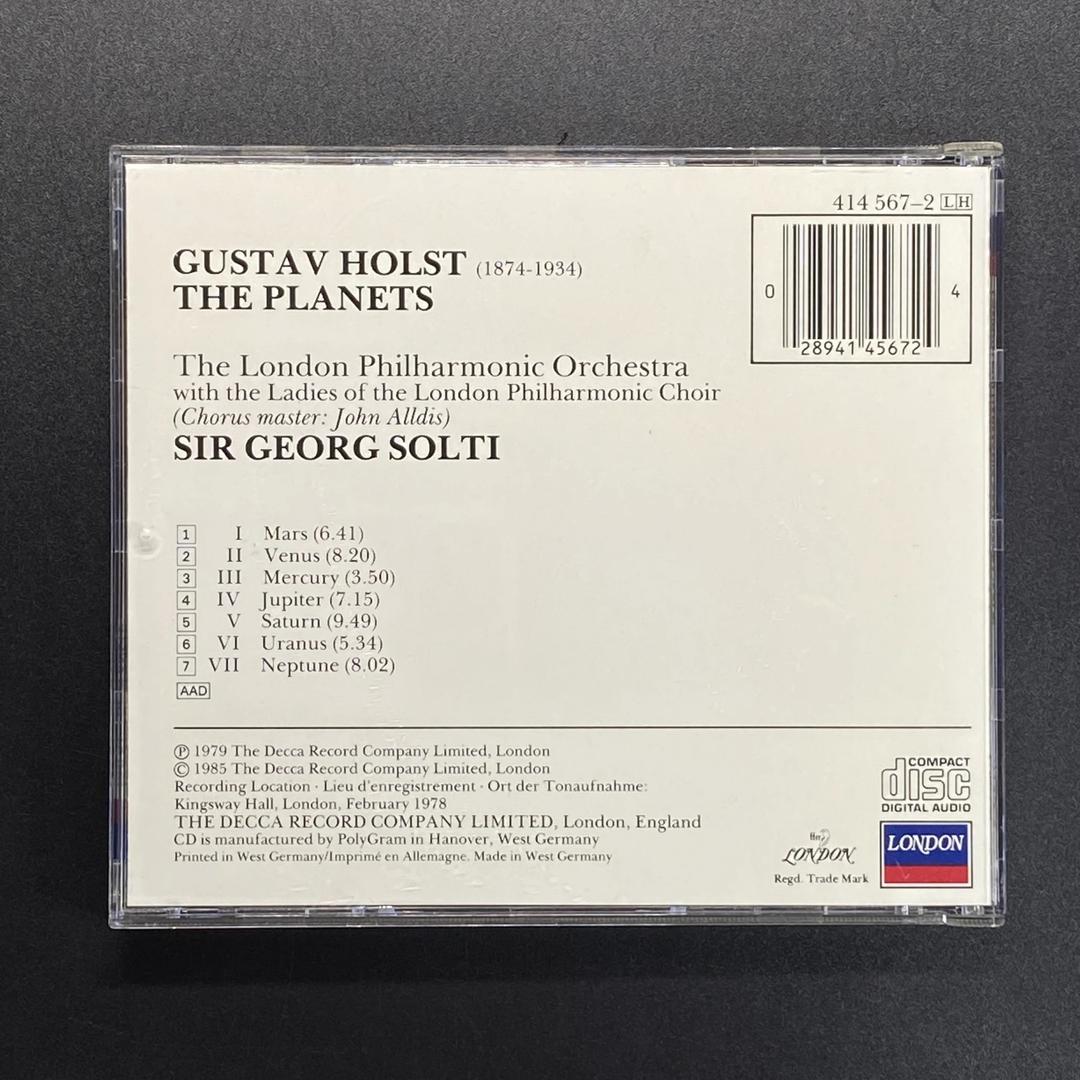 414 567–2 LH
0 28941 45672 4
GUSTAV HOLST (1874-1934)
THE PLANETS
The London Philharmonic Orchestra
with the Ladies of the London Philharmonic Choir
(Chorus master: John Alldis)
SIR GEORG SOLTI
1 I Mars (6.41)
2 II Venus (8.20)
3 III Mercury (3.50)
4 IV Jupiter (7.15)
5 V Saturn (9.49)
6 VI Uranus (5.34)
7 VII Neptune (8.02)
AAD
℗ 1979 The Decca Record Company Limited, London
© 1985 The Decca Record Company Limited, London
Recording Location · Lieu d'enregistrement · Ort der Tonaufnahme:
Kingsway Hall, London, February 1978
THE DECCA RECORD COMPANY LIMITED, London, England
CD is manufactured by PolyGram in Hanover, West Germany
Printed in West Germany/Imprimé en Allemagne. Made in West Germany
COMPACT
disc
DIGITAL AUDIO
LONDON
Regd. Trade Mark
LONDON